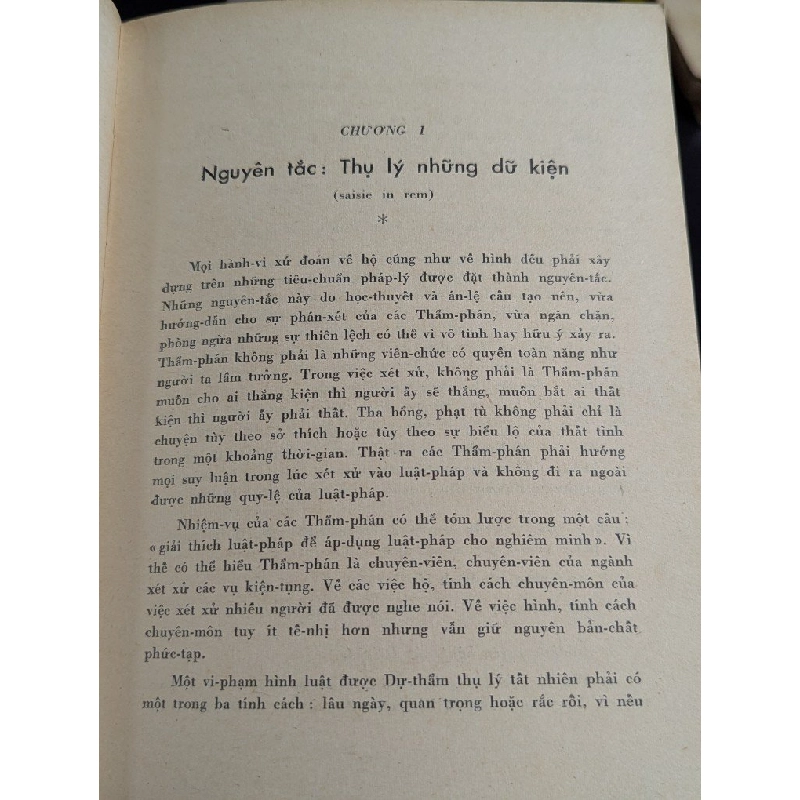 CHƯƠNG 1
Nguyên tắc: Thụ lý những dữ kiện
(saisie in rem)
*
Mọi hành-vi xử đoán về hộ cũng như về hình đều phải xây
dựng trên những tiêu-chuẩn pháp-lý được đặt thành nguyên-tắc.
Những nguyên-tắc này do học-thuyết và án-lệ cấu tạo nên, vừa
hướng-dẫn cho sự phán-xét của các Thẩm-phán, vừa ngăn chặn,
phòng ngừa những sự thiên lệch có thể vì vô tình hay hữu ý xảy ra.
Thẩm-phán không phải là những viên-chức có quyền toàn năng như
người ta lầm tưởng. Trong việc xét xử, không phải là Thẩm-phán
muốn cho ai thắng kiện thì người ấy sẽ thắng, muốn bắt ai thất
kiện thì người ấy phải thất. Tha bổng, phạt tù không phải chỉ là
chuyện tùy theo sở thích hoặc tùy theo sự biểu lộ của thất tình
trong một khoảng thời-gian. Thật ra các Thẩm-phán phải hướng
mọi suy luận trong lúc xét xử vào luật-pháp và không đi ra ngoài
được những quy-lệ của luật-pháp.
Nhiệm-vụ của các Thẩm-phán có thể tóm lược trong một câu :
« giải thích luật-pháp để áp-dụng luật-pháp cho nghiêm minh ». Vì
thế có thể hiểu Thẩm-phán là chuyên-viên, chuyên-viên của ngành
xét xử các vụ kiện-tụng. Về các việc hộ, tính cách chuyên-môn của
việc xét xử nhiều người đã được nghe nói. Về việc hình, tính cách
chuyên-môn tuy ít tế-nhị hơn nhưng vẫn giữ nguyên bản-chất
phức-tạp.
Một vi-phạm hình luật được Dự-thẩm thụ lý tất nhiên phải có
một trong ba tính cách : lâu ngày, quan trọng hoặc rắc rối, vì nếu